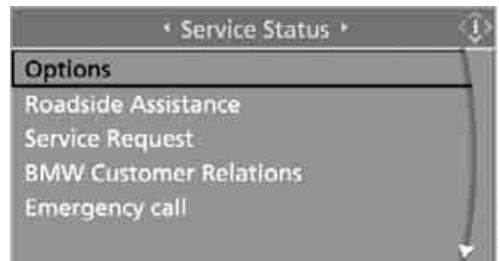 Service Status
Options
Roadside Assistance
Service Request
BMW Customer Relations
Emergency call